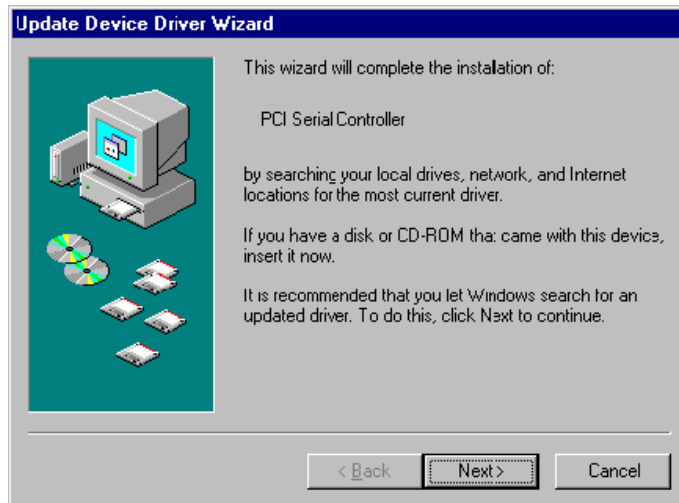 Update Device Driver Wizard
This wizard will complete the installation of:
PCI Serial Controller
by searching your local drives, network, and Internet
locations for the most current driver.
If you have a disk or CD-ROM that came with this device,
insert it now.
It is recommended that you let Windows search for an
updated driver. To do this, click Next to continue.
< Back
Next >
Cancel